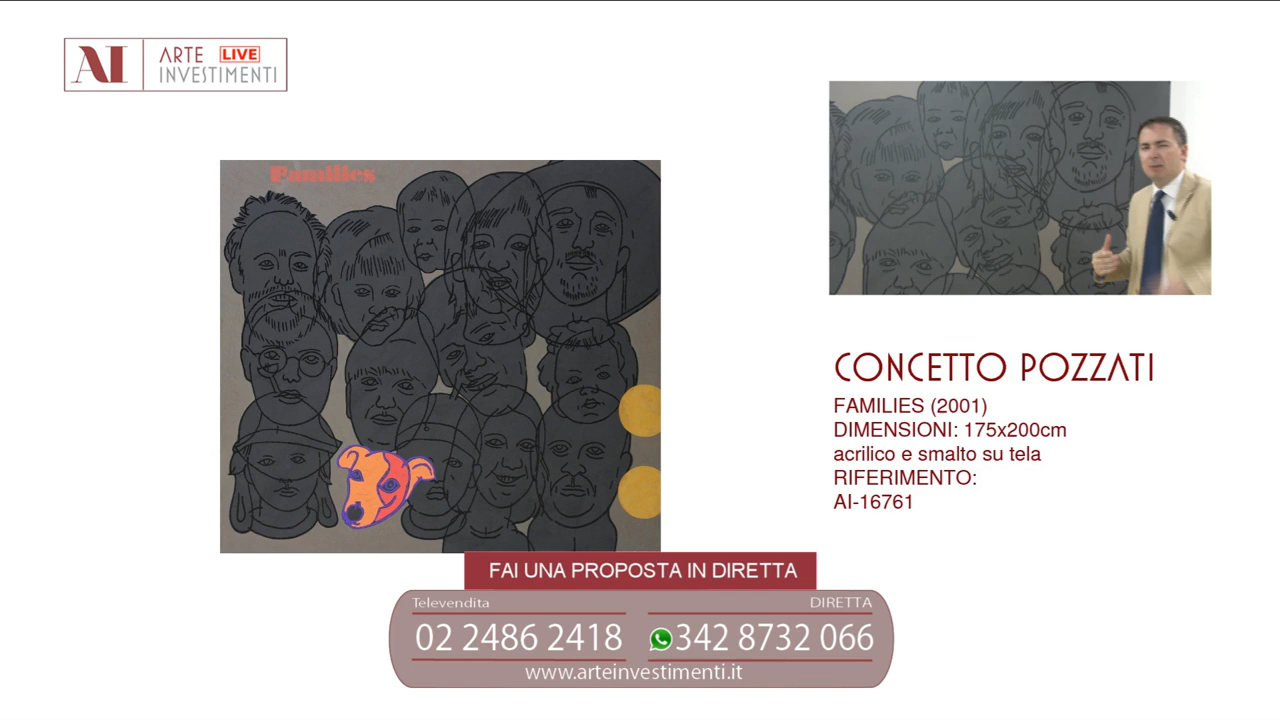 AI
ARTE LIVE
INVESTIMENTI
Families
CONCETTO POZZATI
FAMILIES (2001)
DIMENSIONI: 175x200cm
acrilico e smalto su tela
RIFERIMENTO:
AI-16761
FAI UNA PROPOSTA IN DIRETTA
Televendita
DIRETTA
02 2486 2418
342 8732 066
www.arteinvestimenti.it